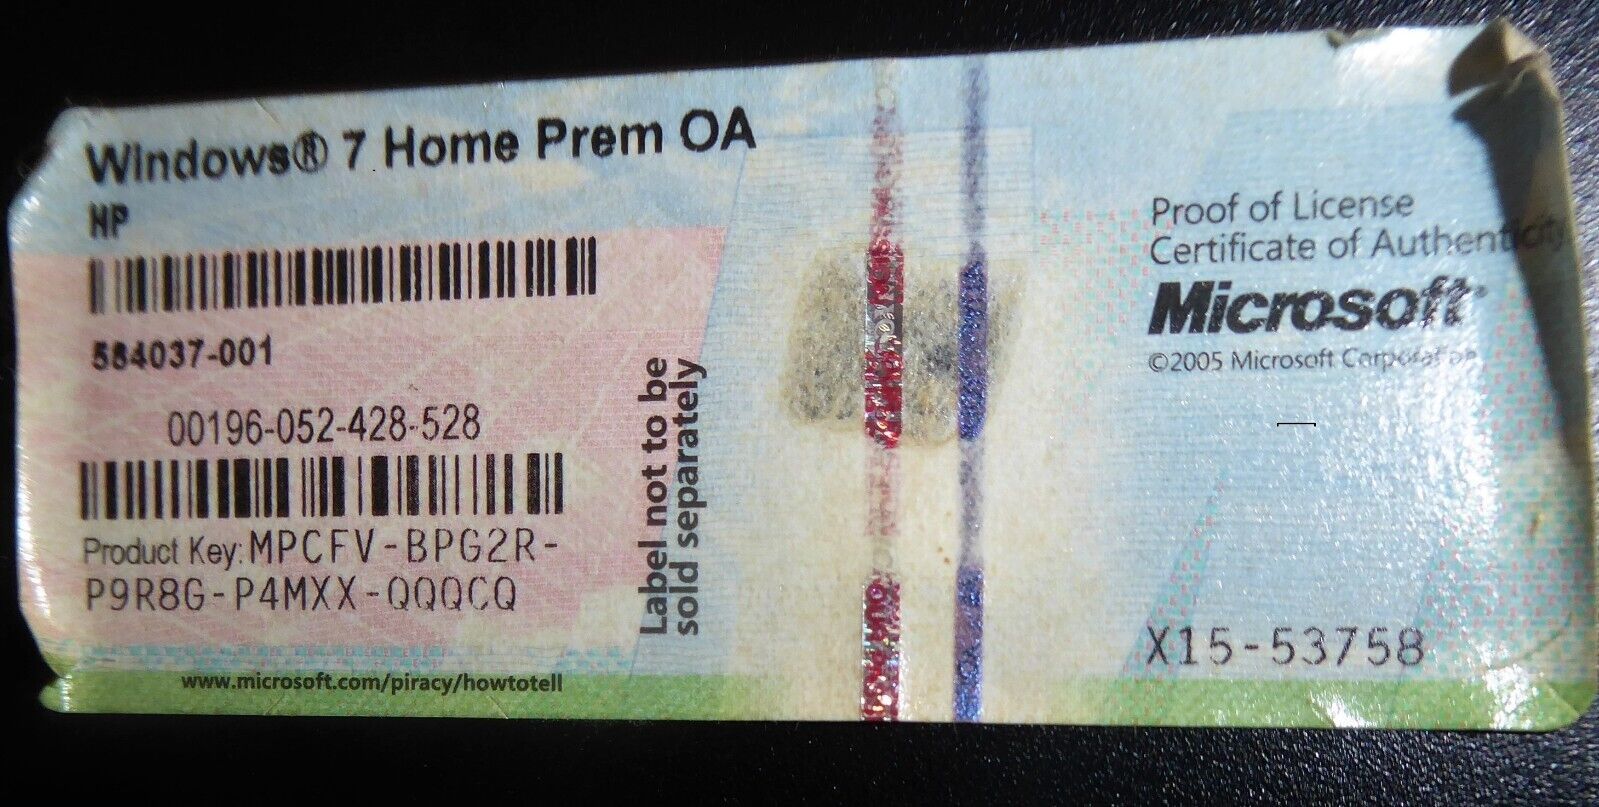 Windows® 7 Home Prem OA
HP
584037-001
00196-052-428-528
Product Key: MPCFV-BPG2R-
P9R8G-P4MXX-QQQCQ
www.microsoft.com/piracy/howtotell
Label not to be
sold separately
Proof of License
Certificate of Authenticity
Microsoft®
©2005 Microsoft Corporation
X15-53758